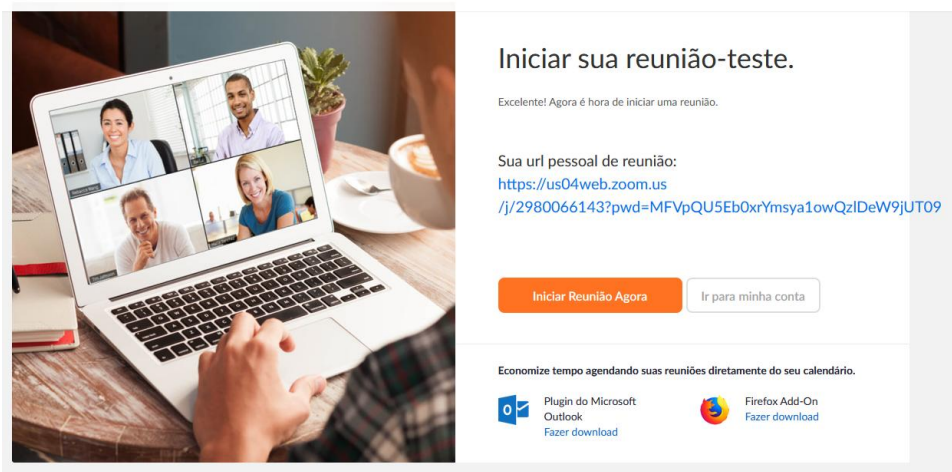 Iniciar sua reunião-teste.
Excelente! Agora é hora de iniciar uma reunião.
Sua url pessoal de reunião:
https://us04web.zoom.us
/j/2980066143?pwd=MFVpQU5Eb0xrYmsya1owQzlDeW9jUT09
Iniciar Reunião Agora
Ir para minha conta
Economize tempo agendando suas reuniões diretamente do seu calendário.
Plugin do Microsoft
Outlook
Fazer download
Firefox Add-On
Fazer download